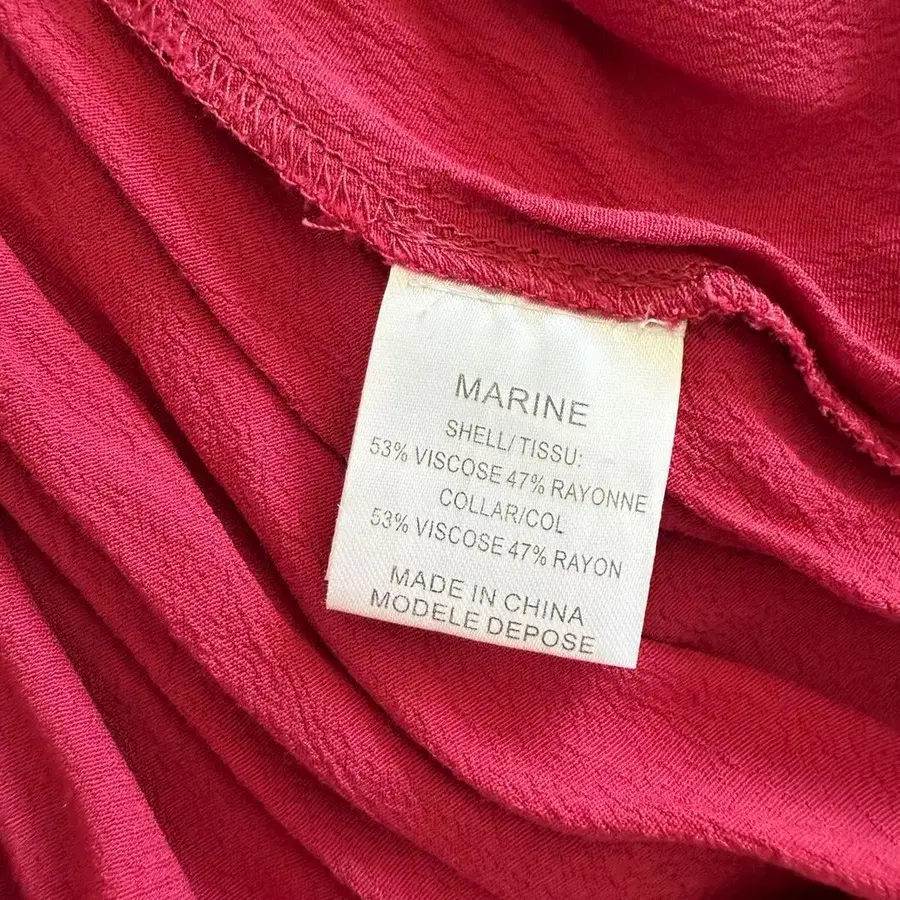 MARINE
SHELL/TISSU:
53% VISCOSE 47% RAYONNE
COLLAR/COL
53% VISCOSE 47% RAYON
MADE IN CHINA
MODELE DEPOSE